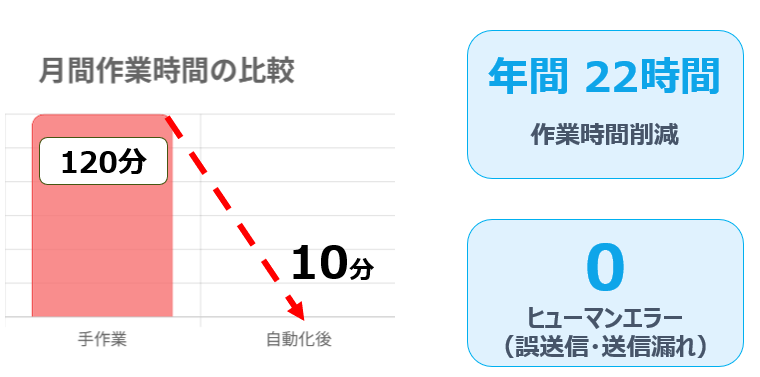 月間作業時間の比較
120分
10分
手作業
自動化後
年間 22時間
作業時間削減
0
ヒューマンエラー
（誤送信・送信漏れ）